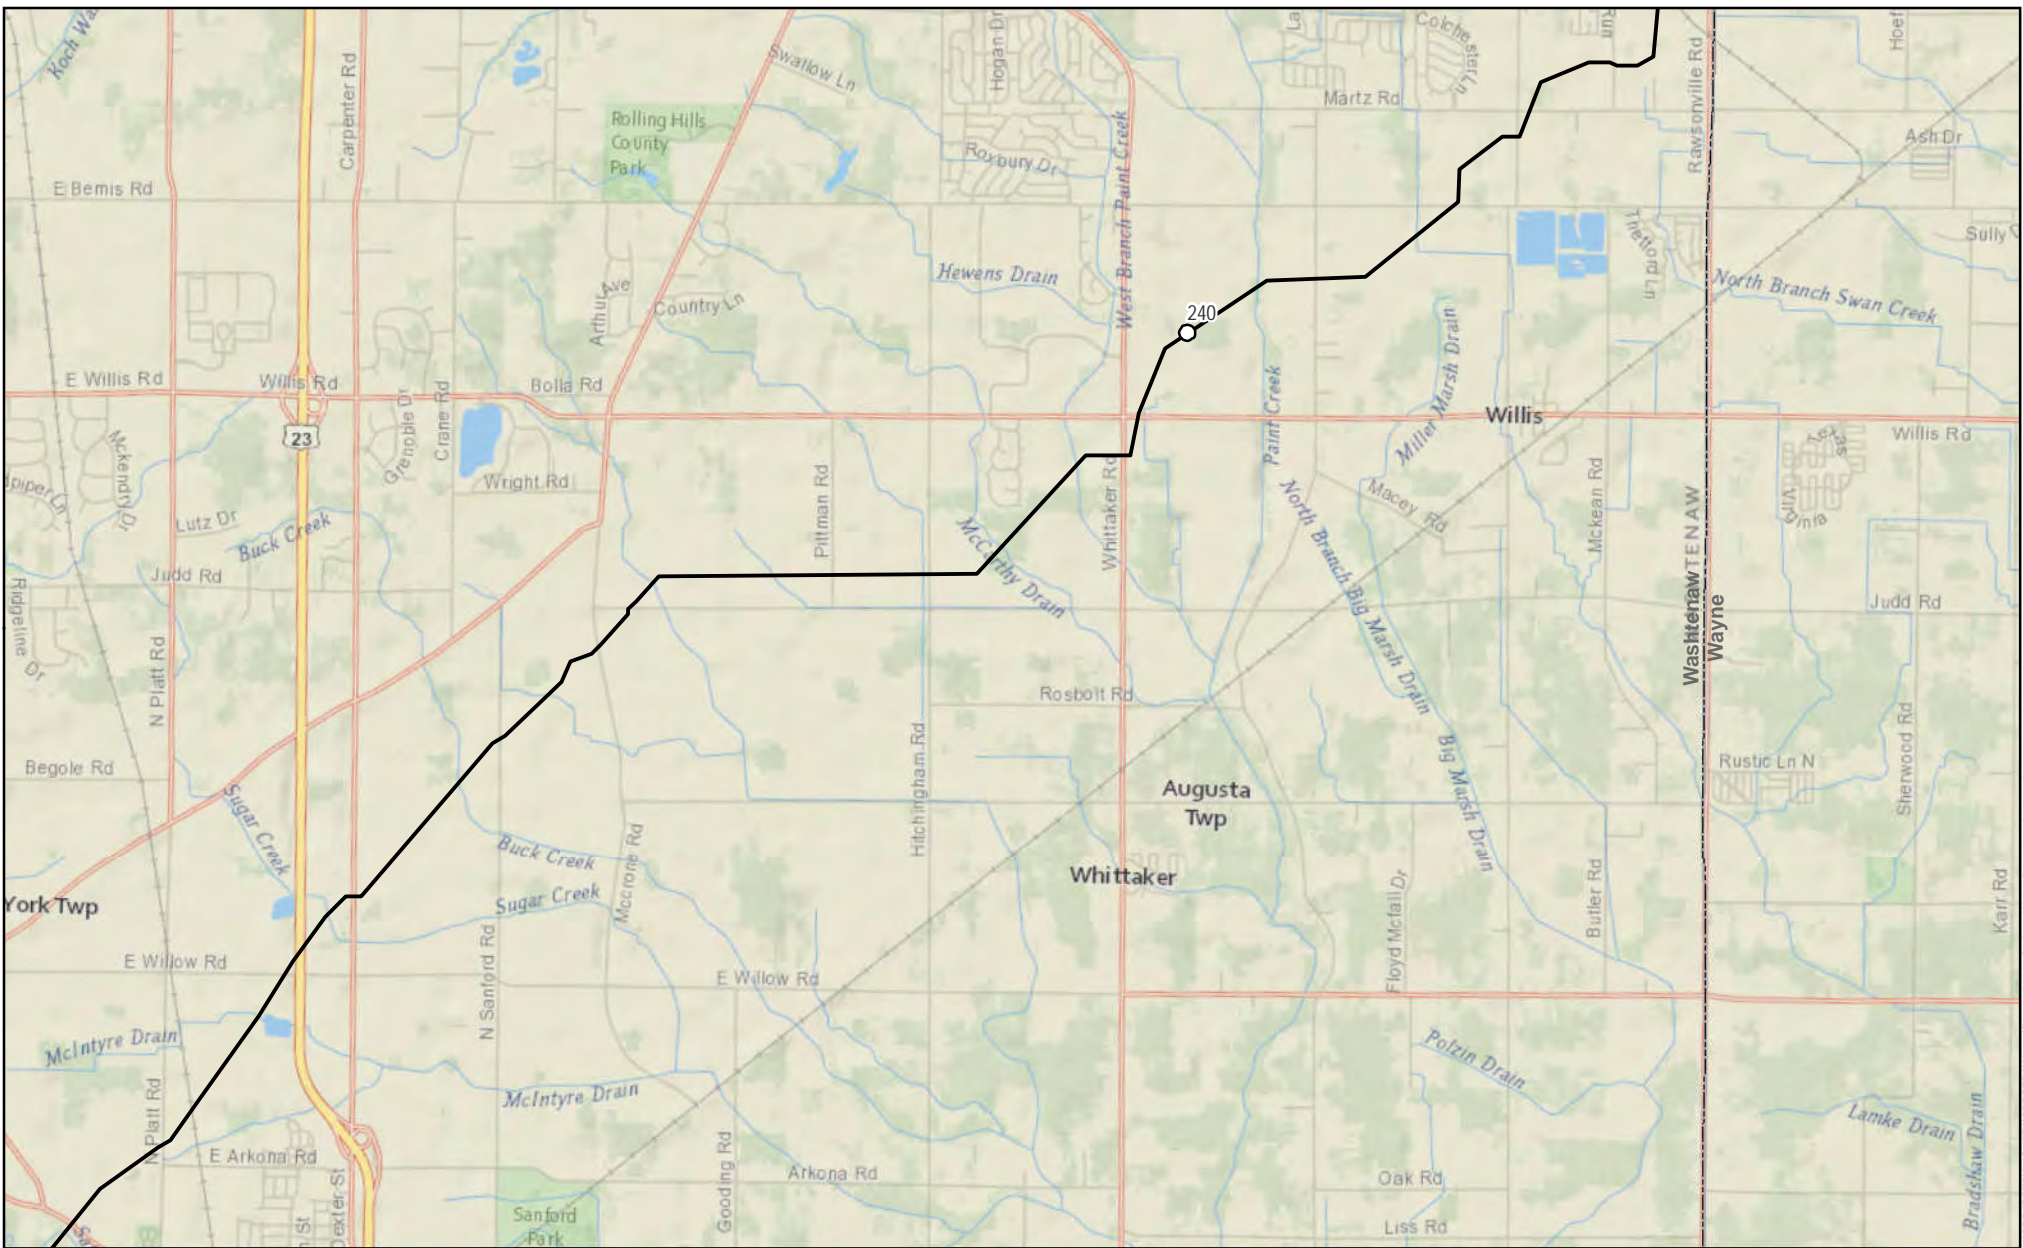 Koch Wa
Carpenter Rd
Swallow Ln
Hogan Dr
La
Colchester Ln
Run
Rawsonville Rd
Hoef
Martz Rd
Rolling Hills
County
Park
West Branch Paint Creek
Ash Dr
Roxbury Dr
E Bemis Rd
Sully
Tretford Ln
Hewens Drain
North Branch Swan Creek
Arthur Ave
Country Ln
240
Miller Marsh Drain
E Willis Rd
Willis Rd
Bolla Rd
Paint Creek
Willis
Willis Rd
23
Grenoble Dr
Crane Rd
Mckendry Dr
Texas
Virginia
lpiper Ln
Wright Rd
Pittman Rd
Whittaker Rd
Macey Rd
Mckean Rd
Lutz Dr
Buck Creek
McCarthy Drain
North Branch Big Marsh Drain
WASHTENAW
Judd Rd
Judd Rd
Ridgeline Dr
Washtenaw
Wayne
N Platt Rd
Rosbolt Rd
Begole Rd
Hitchingham Rd
Big Marsh Drain
Rustic Ln N
Sherwood Rd
Augusta
Twp
Sugar Creek
Buck Creek
Mccrone Rd
Whittaker
Floyd Mcfall Dr
Butler Rd
Karr Rd
York Twp
Sugar Creek
E Willow Rd
N Sanford Rd
E Willow Rd
McIntyre Drain
Polzin Drain
McIntyre Drain
N Platt Rd
Lamke Drain
Bradshaw Drain
E Arkona Rd
Gooding Rd
Arkona Rd
Oak Rd
Dexter St
St
Sanford
Park
Liss Rd